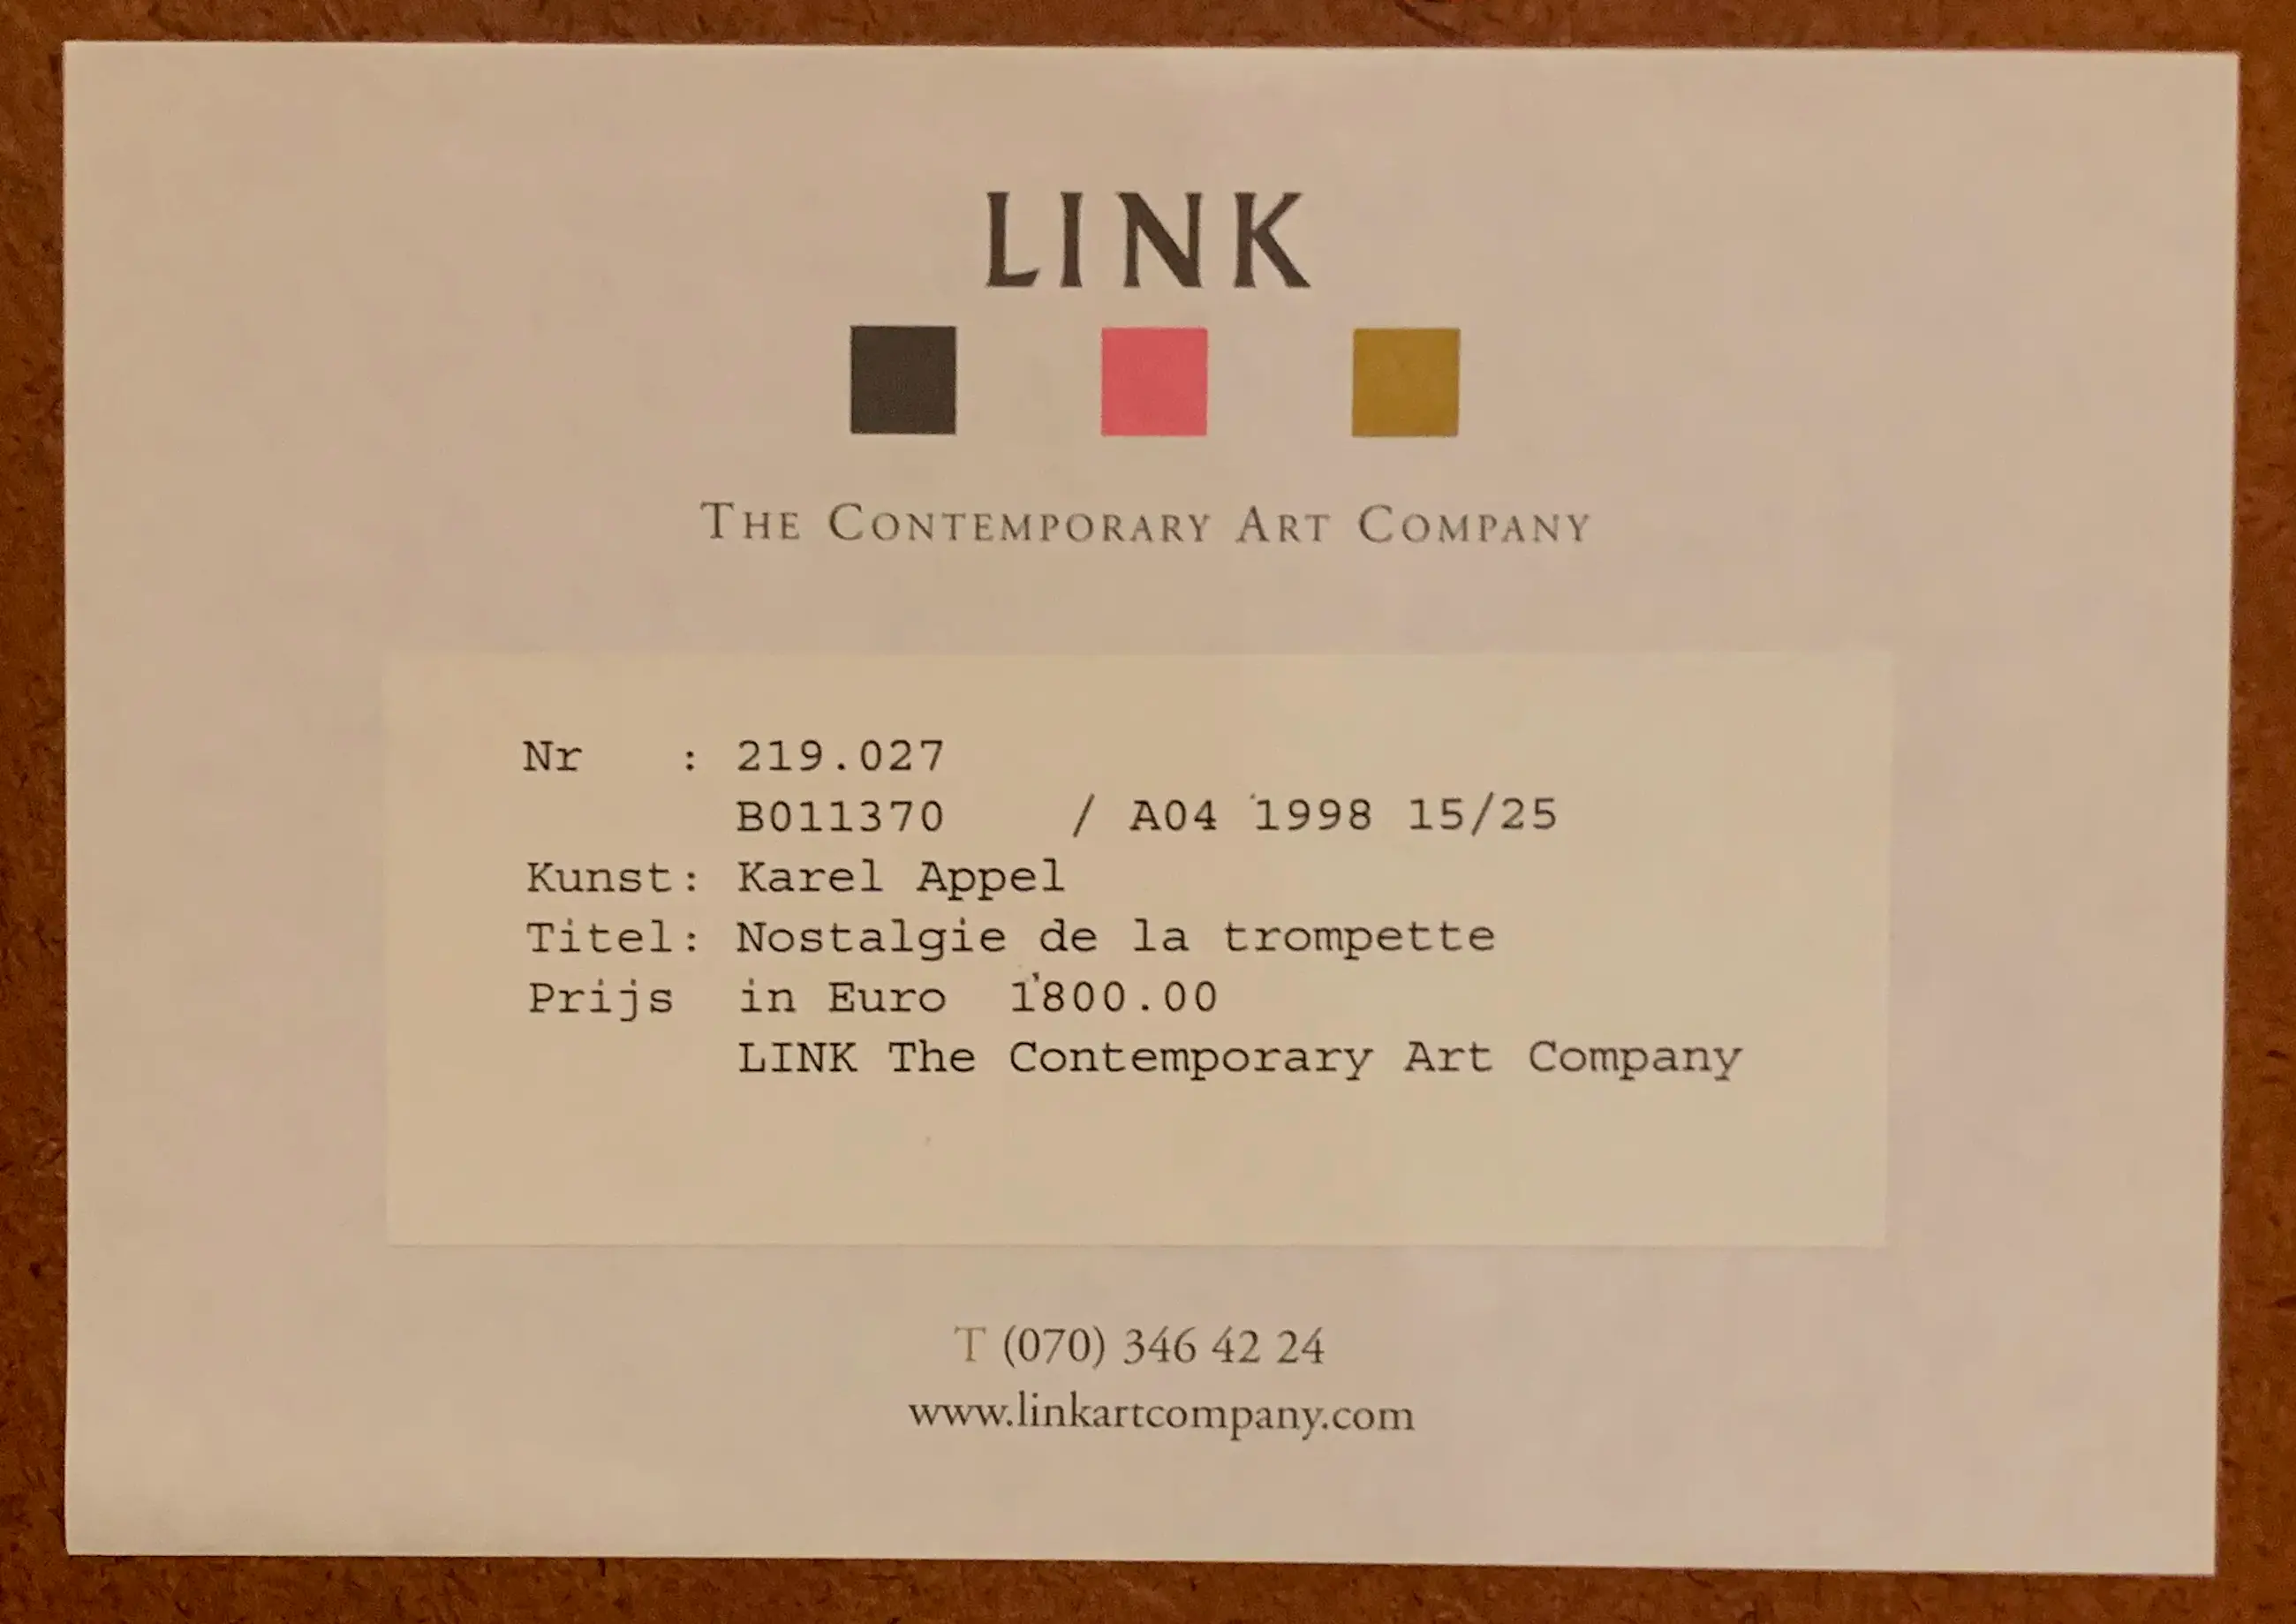 LINK
THE CONTEMPORARY ART COMPANY
Nr : 219.027
B011370 / A04 1998 15/25
Kunst: Karel Appel
Titel: Nostalgie de la trompette
Prijs in Euro 1800.00
LINK The Contemporary Art Company
T (070) 346 42 24
www.linkartcompany.com